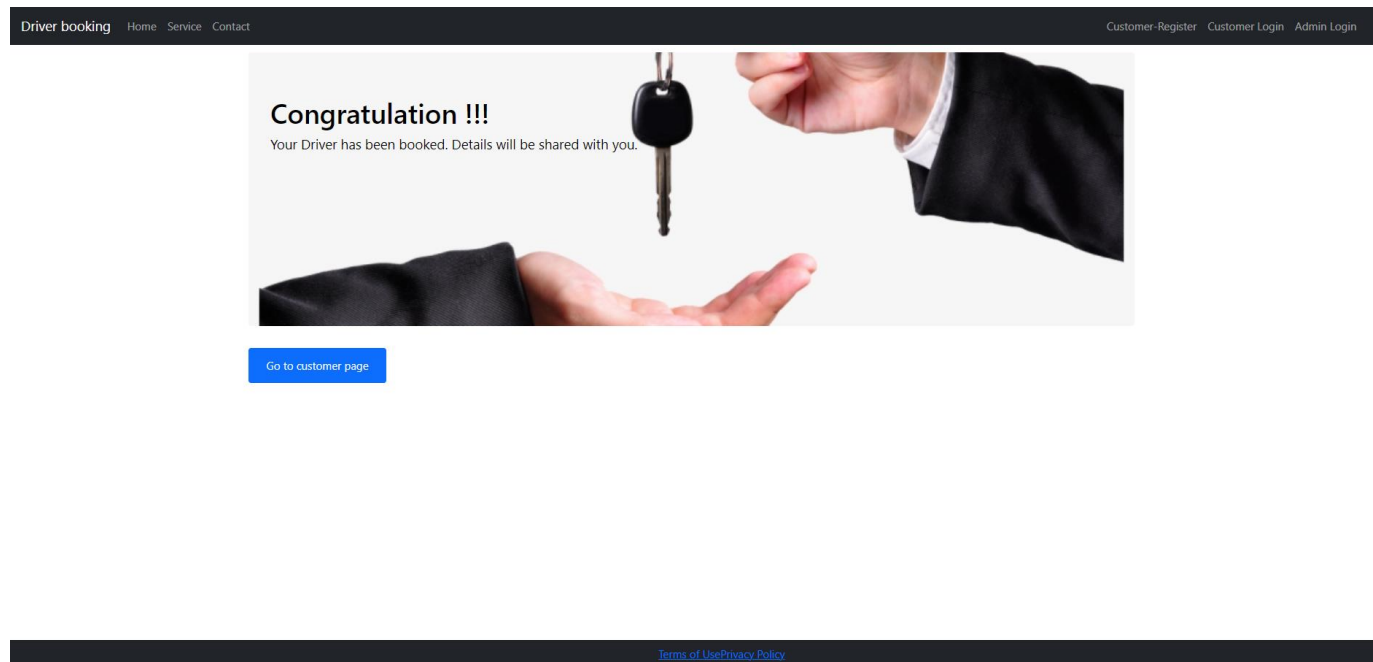 Driver booking Home Service Contact Customer-Register Customer Login Admin Login
Congratulation !!!
Your Driver has been booked. Details will be shared with you.
Go to customer page
Terms of UsePrivacy Policy